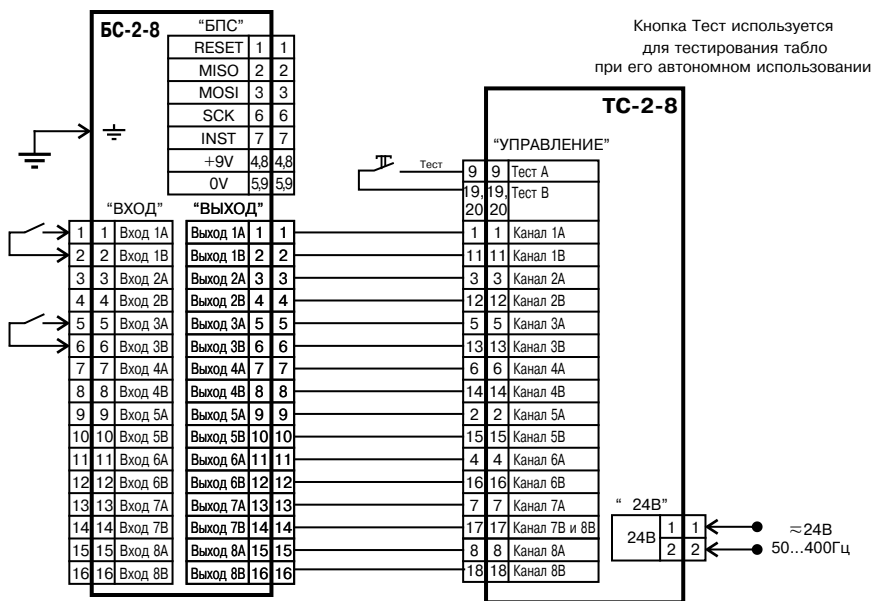 БС-2-8 “БПС”
RESET 1 1
MISO 2 2
MOSI 3 3
SCK 6 6
INST 7 7
+9V 4,8 4,8
0V 5,9 5,9
“ВХОД” “ВЫХОД”
1 1 Вход 1А Выход 1А 1 1
2 2 Вход 1В Выход 1В 2 2
3 3 Вход 2А Выход 2А 3 3
4 4 Вход 2В Выход 2В 4 4
5 5 Вход 3А Выход 3А 5 5
6 6 Вход 3В Выход 3В 6 6
7 7 Вход 4А Выход 4А 7 7
8 8 Вход 4В Выход 4В 8 8
9 9 Вход 5А Выход 5А 9 9
10 10 Вход 5В Выход 5В 10 10
11 11 Вход 6А Выход 6А 11 11
12 12 Вход 6В Выход 6В 12 12
13 13 Вход 7А Выход 7А 13 13
14 14 Вход 7В Выход 7В 14 14
15 15 Вход 8А Выход 8А 15 15
16 16 Вход 8В Выход 8В 16 16
Кнопка Тест используется
для тестирования табло
при его автономном использовании
ТС-2-8
“УПРАВЛЕНИЕ”
Тест 9 9 Тест А
19, 19, Тест В
20 20
1 1 Канал 1А
11 11 Канал 1В
3 3 Канал 2А
12 12 Канал 2В
5 5 Канал 3А
13 13 Канал 3В
6 6 Канал 4А
14 14 Канал 4В
2 2 Канал 5А
15 15 Канал 5В
4 4 Канал 6А
16 16 Канал 6В
7 7 Канал 7А
17 17 Канал 7В и 8В
8 8 Канал 8А
18 18 Канал 8В
“ 24В”
24В 1 1 ≂24В
2 2 50...400Гц